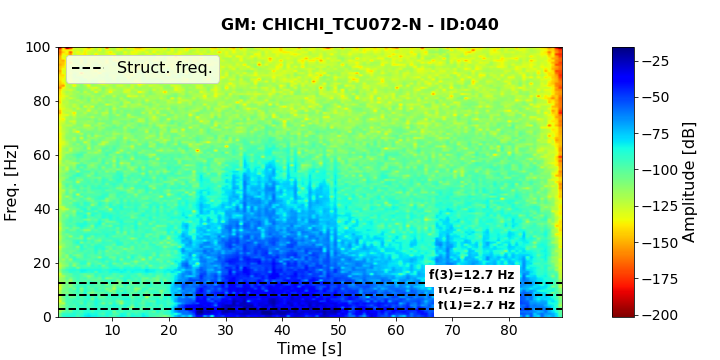 GM: CHICHI_TCU072-N - ID:040
100
80
60
40
20
0
Freq. [Hz]
Struct. freq.
f(3)=12.7 Hz
f(2)=8.1 Hz
f(1)=2.7 Hz
10 20 30 40 50 60 70 80
Time [s]
−25
−50
−75
−100
−125
−150
−175
−200
Amplitude [dB]